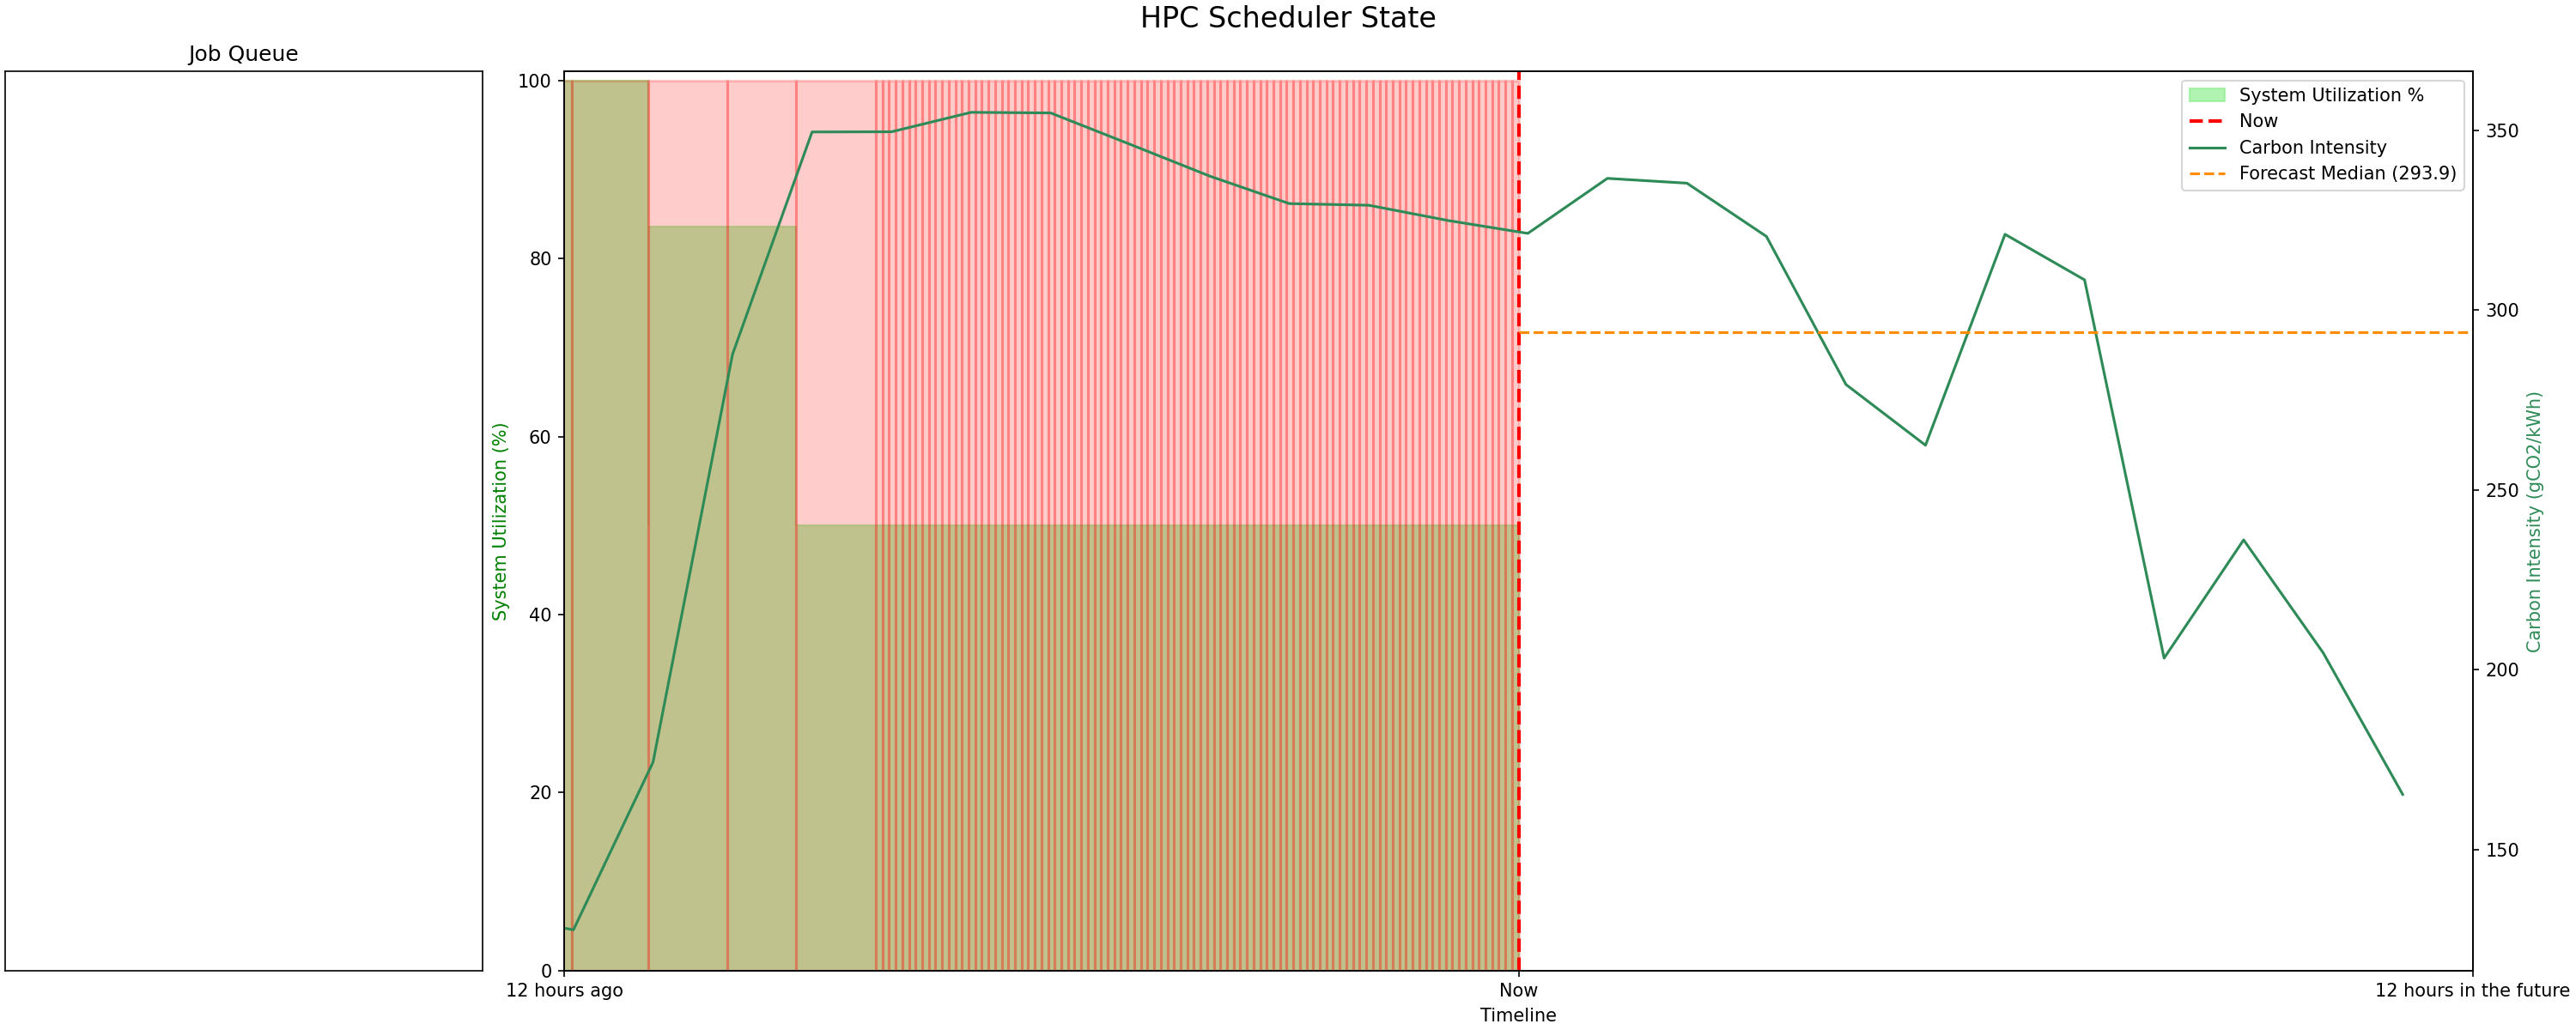 HPC Scheduler State
Job Queue
System Utilization (%)
100
80
60
40
20
0
System Utilization %
Now
Carbon Intensity
Forecast Median (293.9)
350
300
250
200
150
Carbon Intensity (gCO2/kWh)
12 hours ago
Now
12 hours in the future
Timeline